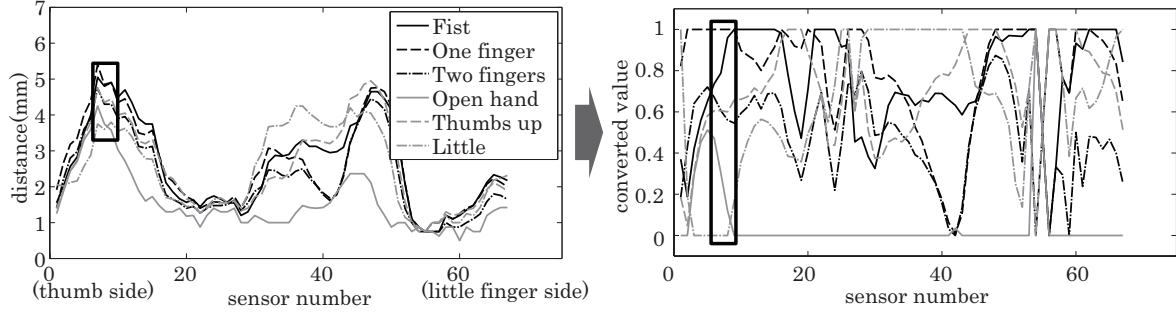 7
6
5
4
3
2
1
0
distance(mm)
Fist
One finger
Two fingers
Open hand
Thumbs up
Little
0 20 40 60
(thumb side) sensor number (little finger side)
1
0.8
0.6
0.4
0.2
0
converted value
0 20 40 60
sensor number